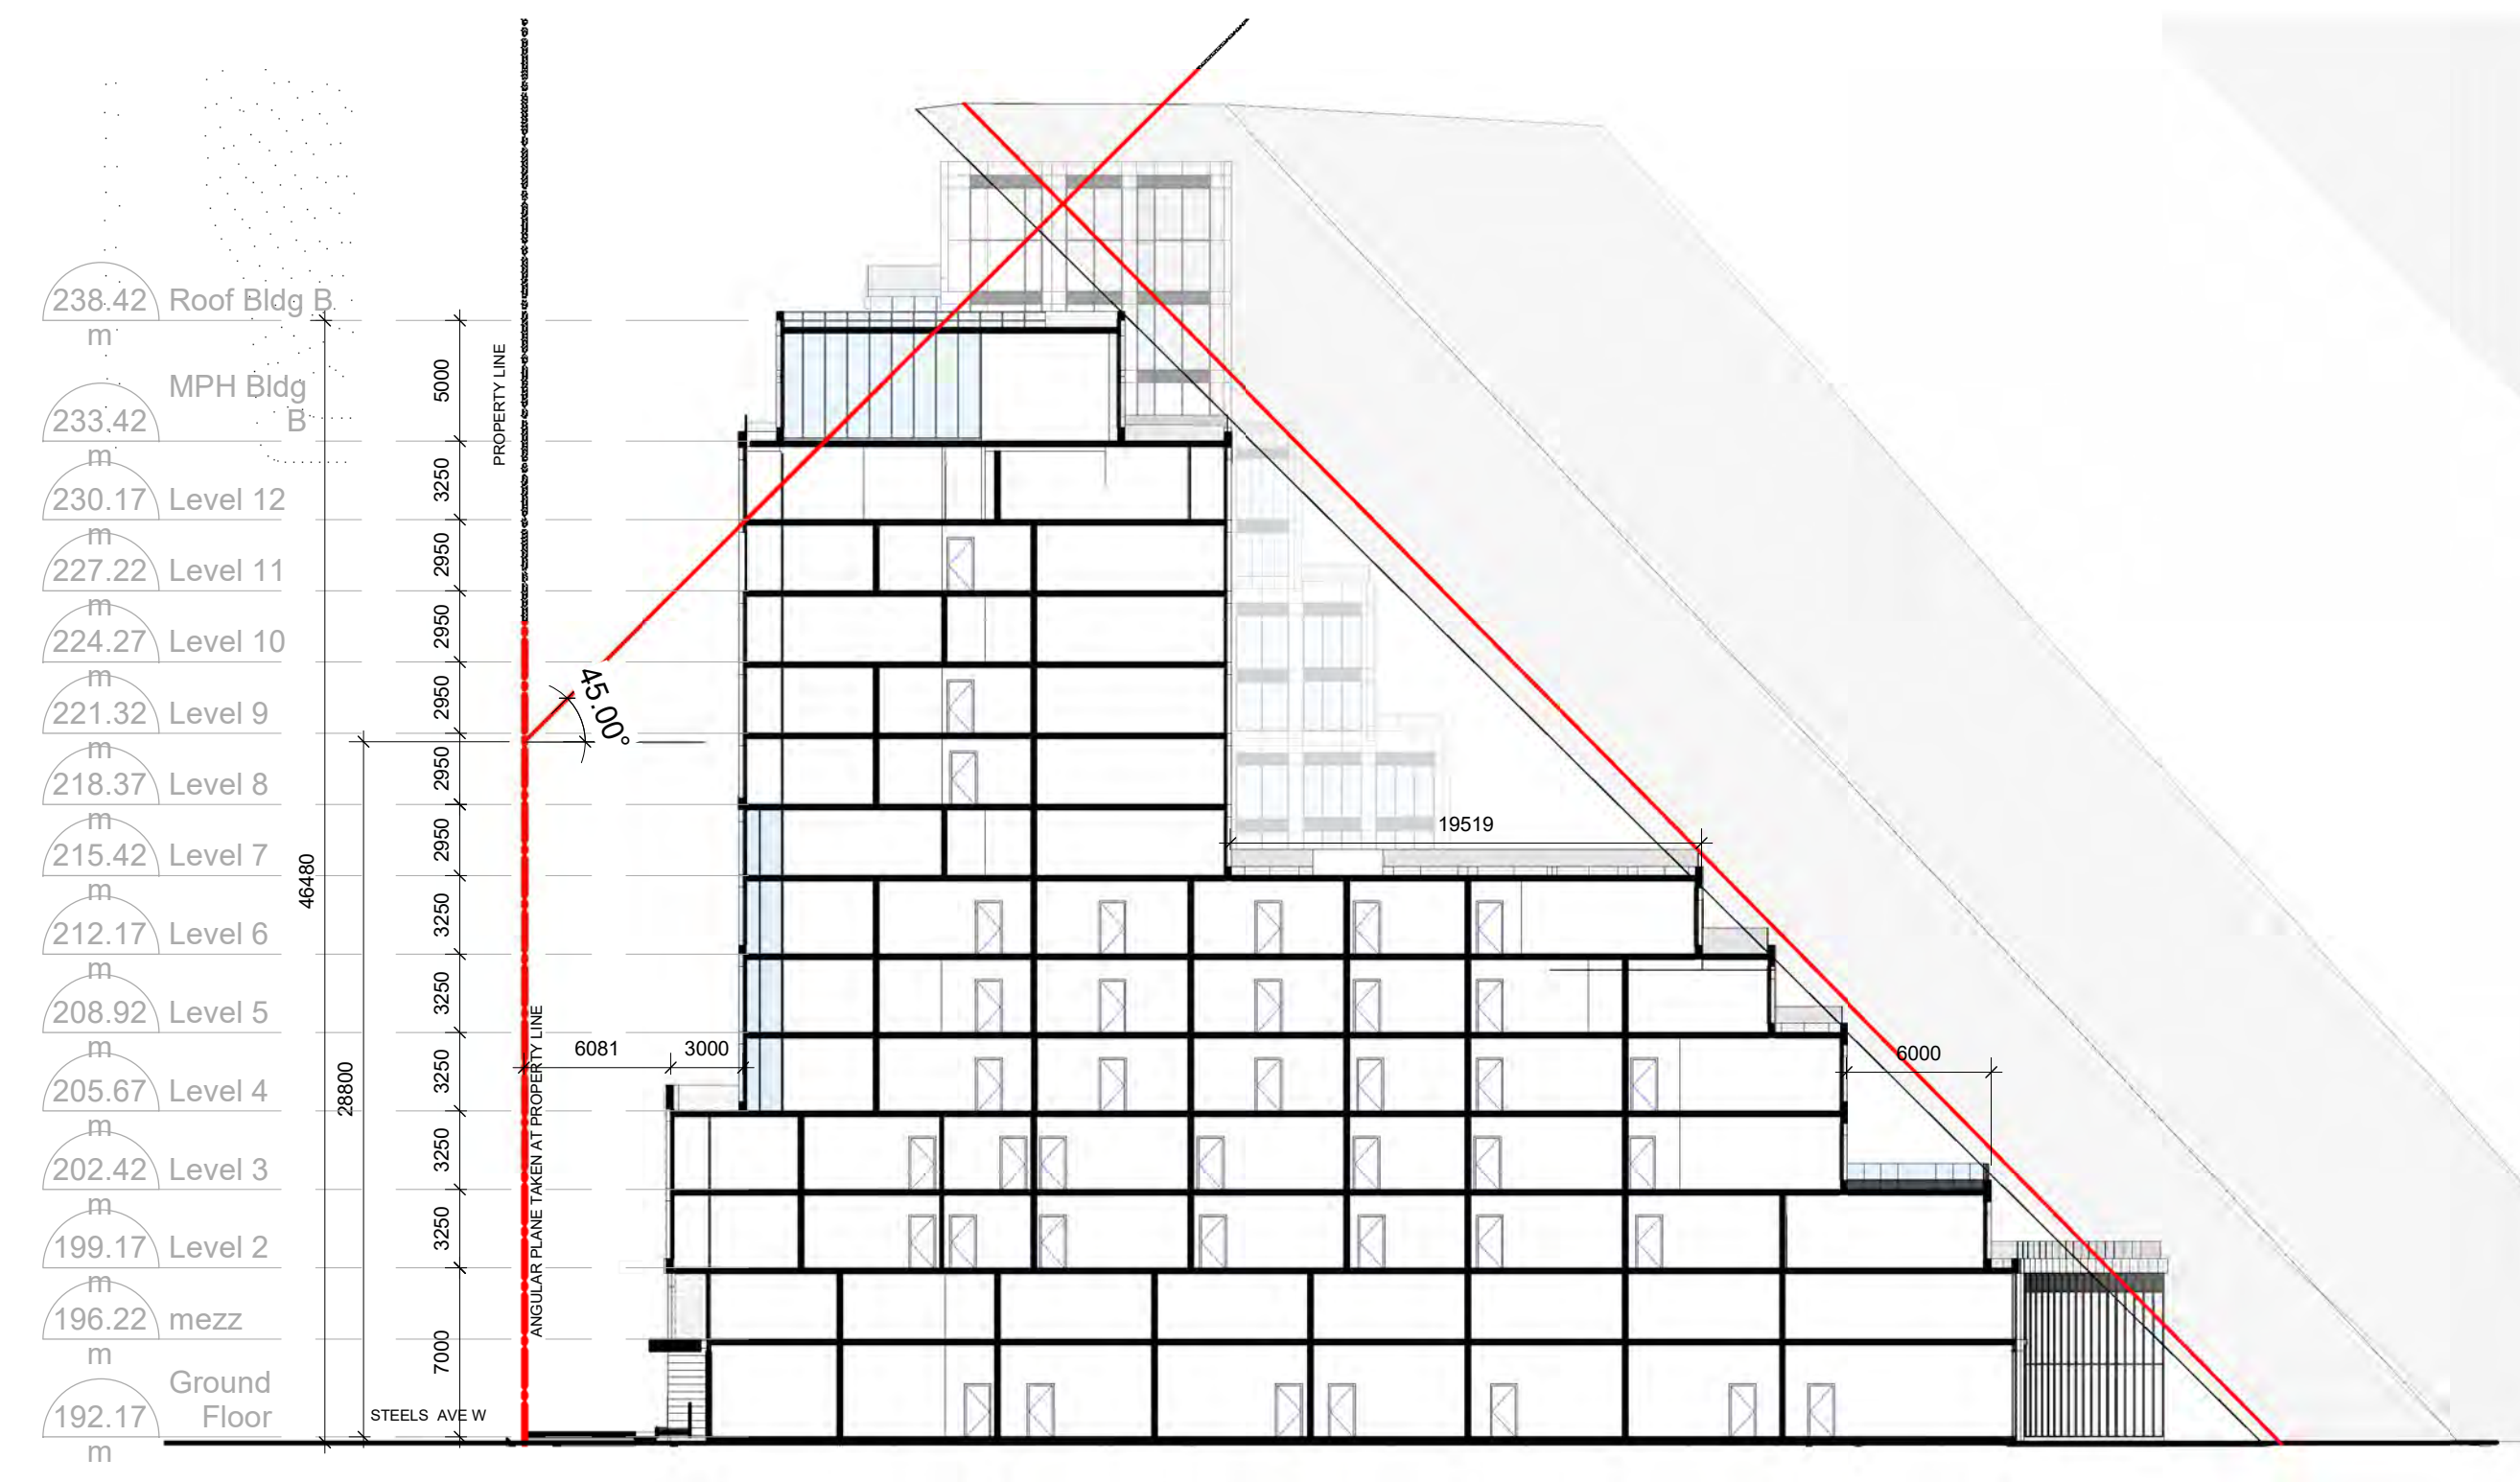 238.42
m
Roof Bldg B
MPH Bldg
B
233.42
m
230.17
m
Level 12
227.22
m
Level 11
224.27
m
Level 10
221.32
m
Level 9
218.37
m
Level 8
215.42
m
Level 7
212.17
m
Level 6
208.92
m
Level 5
205.67
m
Level 4
202.42
m
Level 3
199.17
m
Level 2
196.22
m
mezz
Ground
Floor
192.17
m
46480
28800
5000
3250
2950
2950
2950
2950
2950
3250
3250
3250
3250
3250
7000
STEELS AVE W
PROPERTY LINE
ANGULAR PLANE TAKEN AT PROPERTY LINE
45.00°
6081
3000
19519
6000